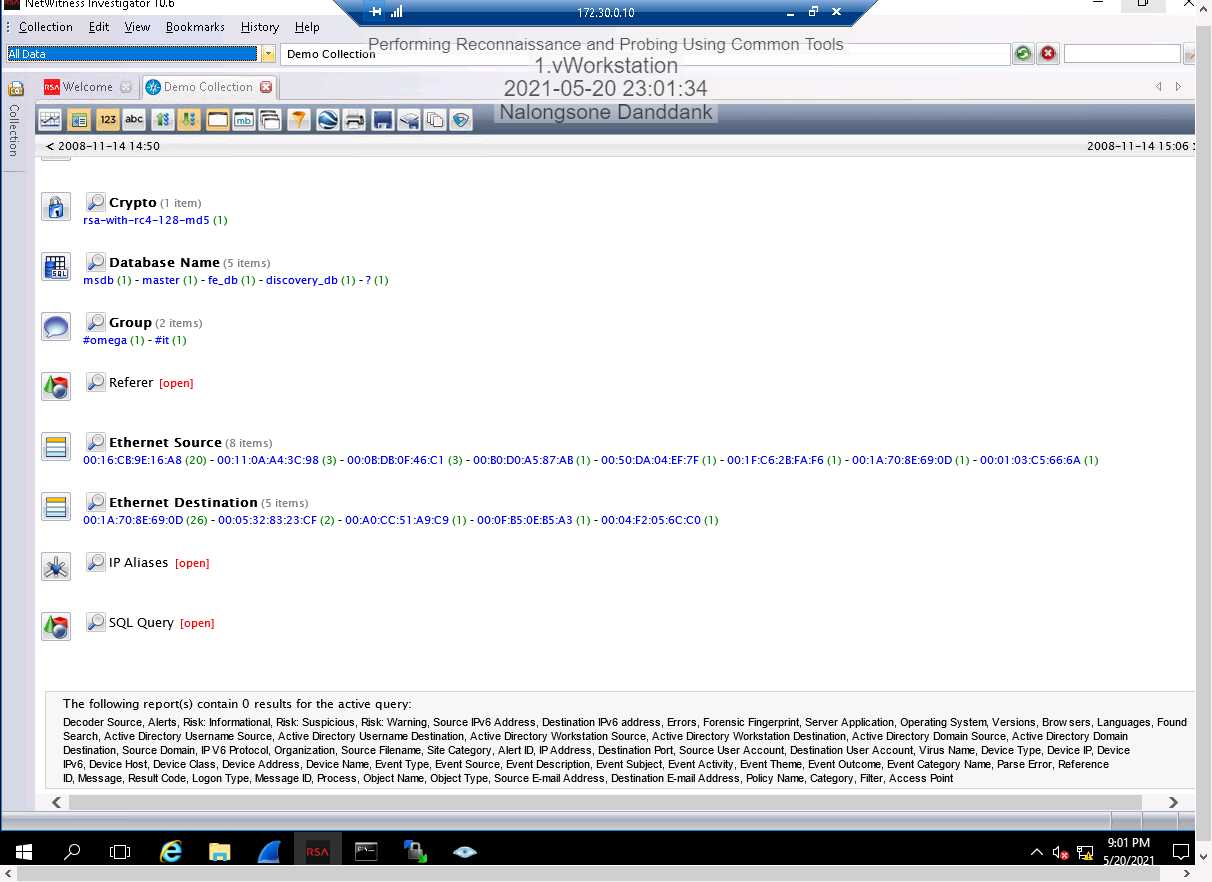 NetWitness Investigator 10.6
172.30.0.10
Collection Edit View Bookmarks History Help
All Data
Demo Collection
Performing Reconnaissance and Probing Using Common Tools
1.vWorkstation
2021-05-20 23:01:34
Nalongsone Danddank
RSA Welcome
Demo Collection
Collection
123
abc
mb
< 2008-11-14 14:50
2008-11-14 15:06
Crypto (1 item)
rsa-with-rc4-128-md5 (1)
SQL
Database Name (5 items)
msdb (1) - master (1) - fe_db (1) - discovery_db (1) - ? (1)
Group (2 items)
#omega (1) - #it (1)
Referer [open]
Ethernet Source (8 items)
00:16:CB:9E:16:A8 (20) - 00:11:0A:A4:3C:98 (3) - 00:0B:DB:0F:46:C1 (3) - 00:B0:D0:A5:87:AB (1) - 00:50:DA:04:EF:7F (1) - 00:1F:C6:2B:FA:F6 (1) - 00:1A:70:8E:69:0D (1) - 00:01:03:C5:66:6A (1)
Ethernet Destination (5 items)
00:1A:70:8E:69:0D (26) - 00:05:32:83:23:CF (2) - 00:A0:CC:51:A9:C9 (1) - 00:0F:B5:0E:B5:A3 (1) - 00:04:F2:05:6C:C0 (1)
IP Aliases [open]
SQL Query [open]
The following report(s) contain 0 results for the active query:
Decoder Source, Alerts, Risk: Informational, Risk: Suspicious, Risk: Warning, Source IPv6 Address, Destination IPv6 address, Errors, Forensic Fingerprint, Server Application, Operating System, Versions, Browsers, Languages, Found
Search, Active Directory Username Source, Active Directory Username Destination, Active Directory Workstation Source, Active Directory Workstation Destination, Active Directory Domain Source, Active Directory Domain
Destination, Source Domain, IP V6 Protocol, Organization, Source Filename, Site Category, Alert ID, IP Address, Destination Port, Source User Account, Destination User Account, Virus Name, Device Type, Device IP, Device
IPv6, Device Host, Device Class, Device Address, Device Name, Event Type, Event Source, Event Description, Event Subject, Event Activity, Event Theme, Event Outcome, Event Category Name, Parse Error, Reference
ID, Message, Result Code, Logon Type, Message ID, Process, Object Name, Object Type, Source E-mail Address, Destination E-mail Address, Policy Name, Category, Filter, Access Point
RSA
9:01 PM
5/20/2021